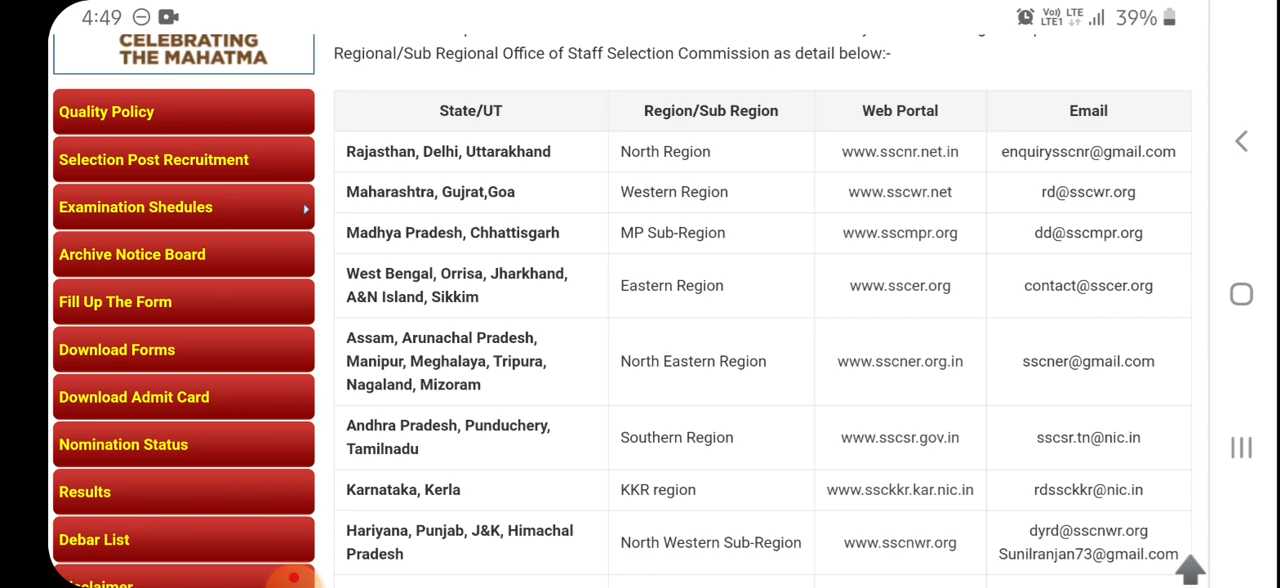 4:49
Vo)) LTE
LTE1
39%
CELEBRATING
THE MAHATMA
Regional/Sub Regional Office of Staff Selection Commission as detail below:-
Quality Policy
Selection Post Recruitment
Examination Shedules
Archive Notice Board
Fill Up The Form
Download Forms
Download Admit Card
Nomination Status
Results
Debar List
State/UT Region/Sub Region Web Portal Email
Rajasthan, Delhi, Uttarakhand North Region www.sscnr.net.in enquirysscnr@gmail.com
Maharashtra, Gujrat,Goa Western Region www.sscwr.net rd@sscwr.org
Madhya Pradesh, Chhattisgarh MP Sub-Region www.sscmpr.org dd@sscmpr.org
West Bengal, Orrisa, Jharkhand,
A&N Island, Sikkim Eastern Region www.sscer.org contact@sscer.org
Assam, Arunachal Pradesh,
Manipur, Meghalaya, Tripura, North Eastern Region www.sscner.org.in sscner@gmail.com
Nagaland, Mizoram
Andhra Pradesh, Punduchery,
Tamilnadu Southern Region www.sscsr.gov.in sscsr.tn@nic.in
Karnataka, Kerla KKR region www.ssckkr.kar.nic.in rdssckkr@nic.in
Hariyana, Punjab, J&K, Himachal
Pradesh North Western Sub-Region www.sscnwr.org dyrd@sscnwr.org
Sunilranjan73@gmail.com